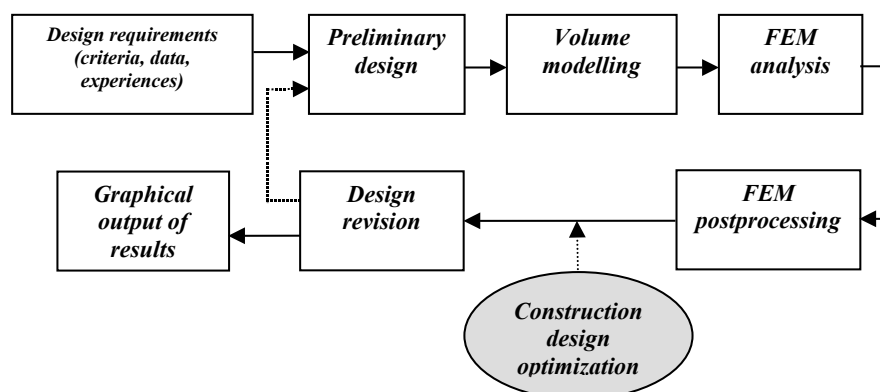 Design requirements
(criteria, data,
experiences)
Preliminary
design
Volume
modelling
FEM
analysis
Graphical
output of
results
Design
revision
FEM
postprocessing
Construction
design
optimization